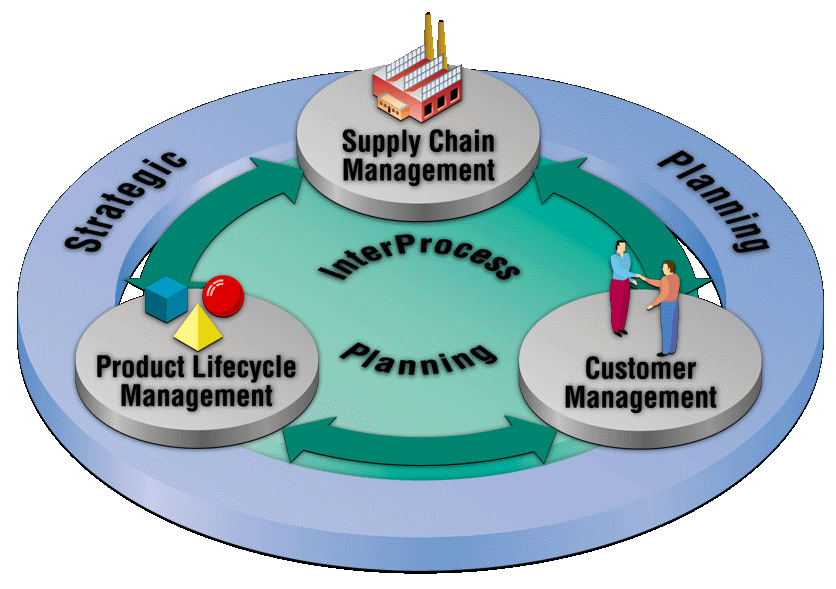 Supply Chain
Management
Strategic
Planning
InterProcess
Planning
Product Lifecycle
Management
Customer
Management